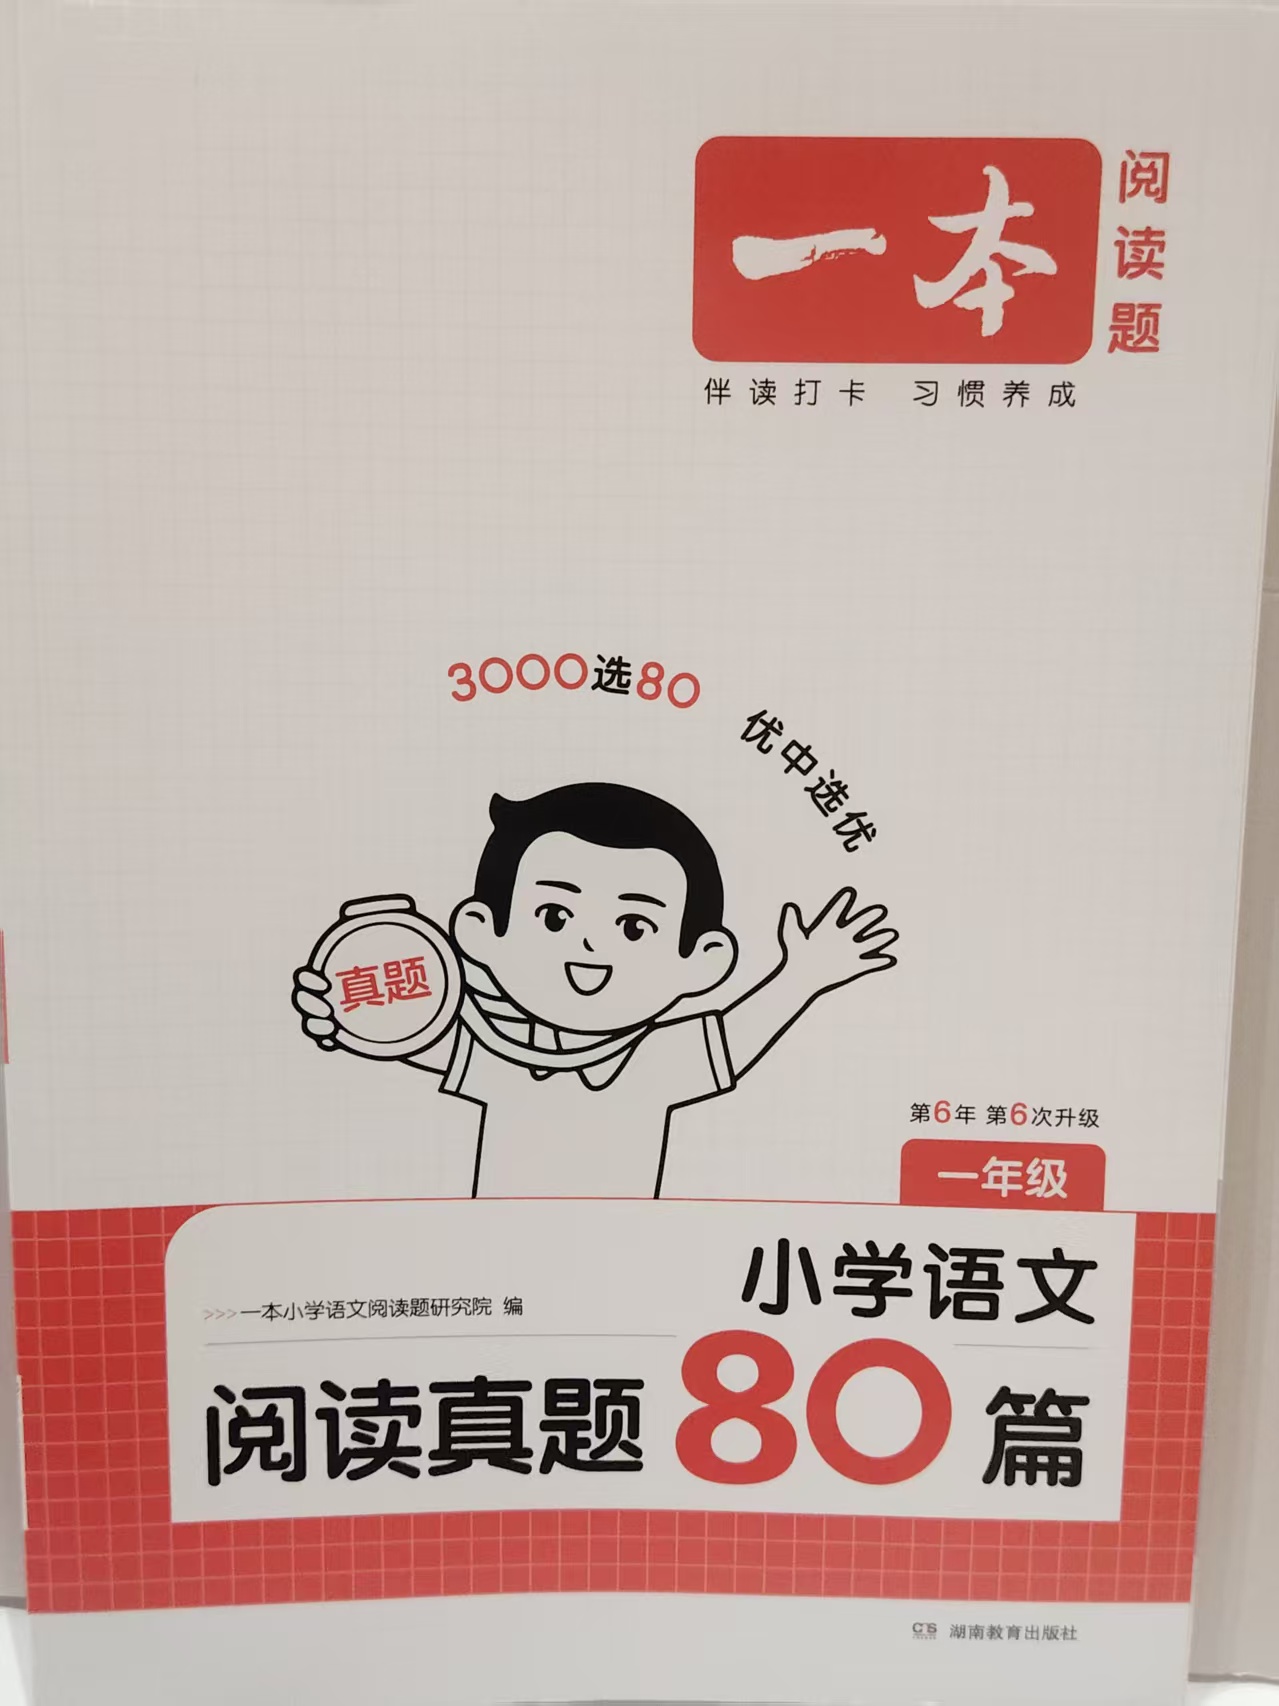 一本
阅读题
伴读打卡 习惯养成
3000选80 优中选优
真题
第6年 第6次升级
一年级
小学语文
>>>一本小学语文阅读题研究院 编
阅读真题80篇
湖南教育出版社